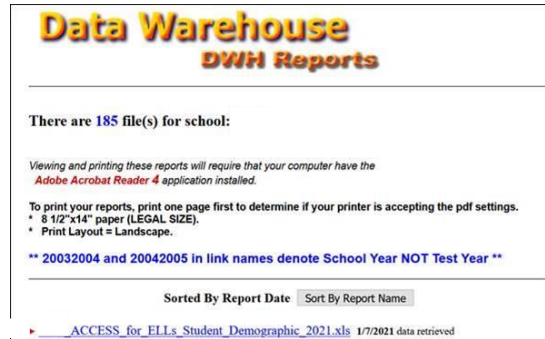 Data Warehouse
DWH Reports
There are 185 file(s) for school:
Viewing and printing these reports will require that your computer have the
Adobe Acrobat Reader 4 application installed.
To print your reports, print one page first to determine if your printer is accepting the pdf settings.
* 8 1/2"x14" paper (LEGAL SIZE).
* Print Layout = Landscape.
** 20032004 and 20042005 in link names denote School Year NOT Test Year **
Sorted By Report Date Sort By Report Name
____ACCESS_for_ELLs_Student_Demographic_2021.xls 1/7/2021 data retrieved